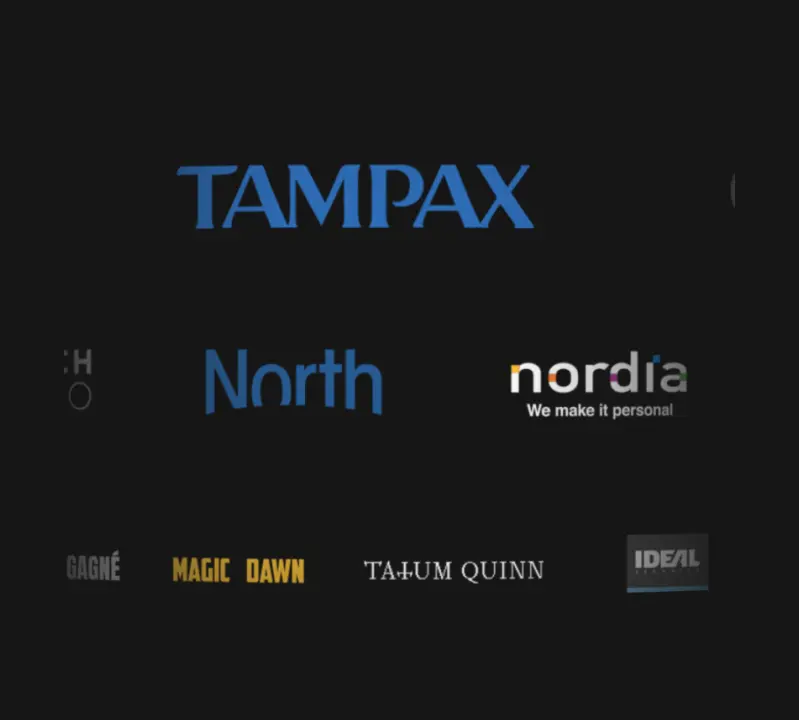 TAMPAX
H
O
North
nordia
We make it personal
GAGNÉ
MAGIC DAWN
TATUM QUINN
IDEAL